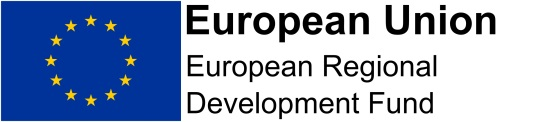 European Union
European Regional
Development Fund